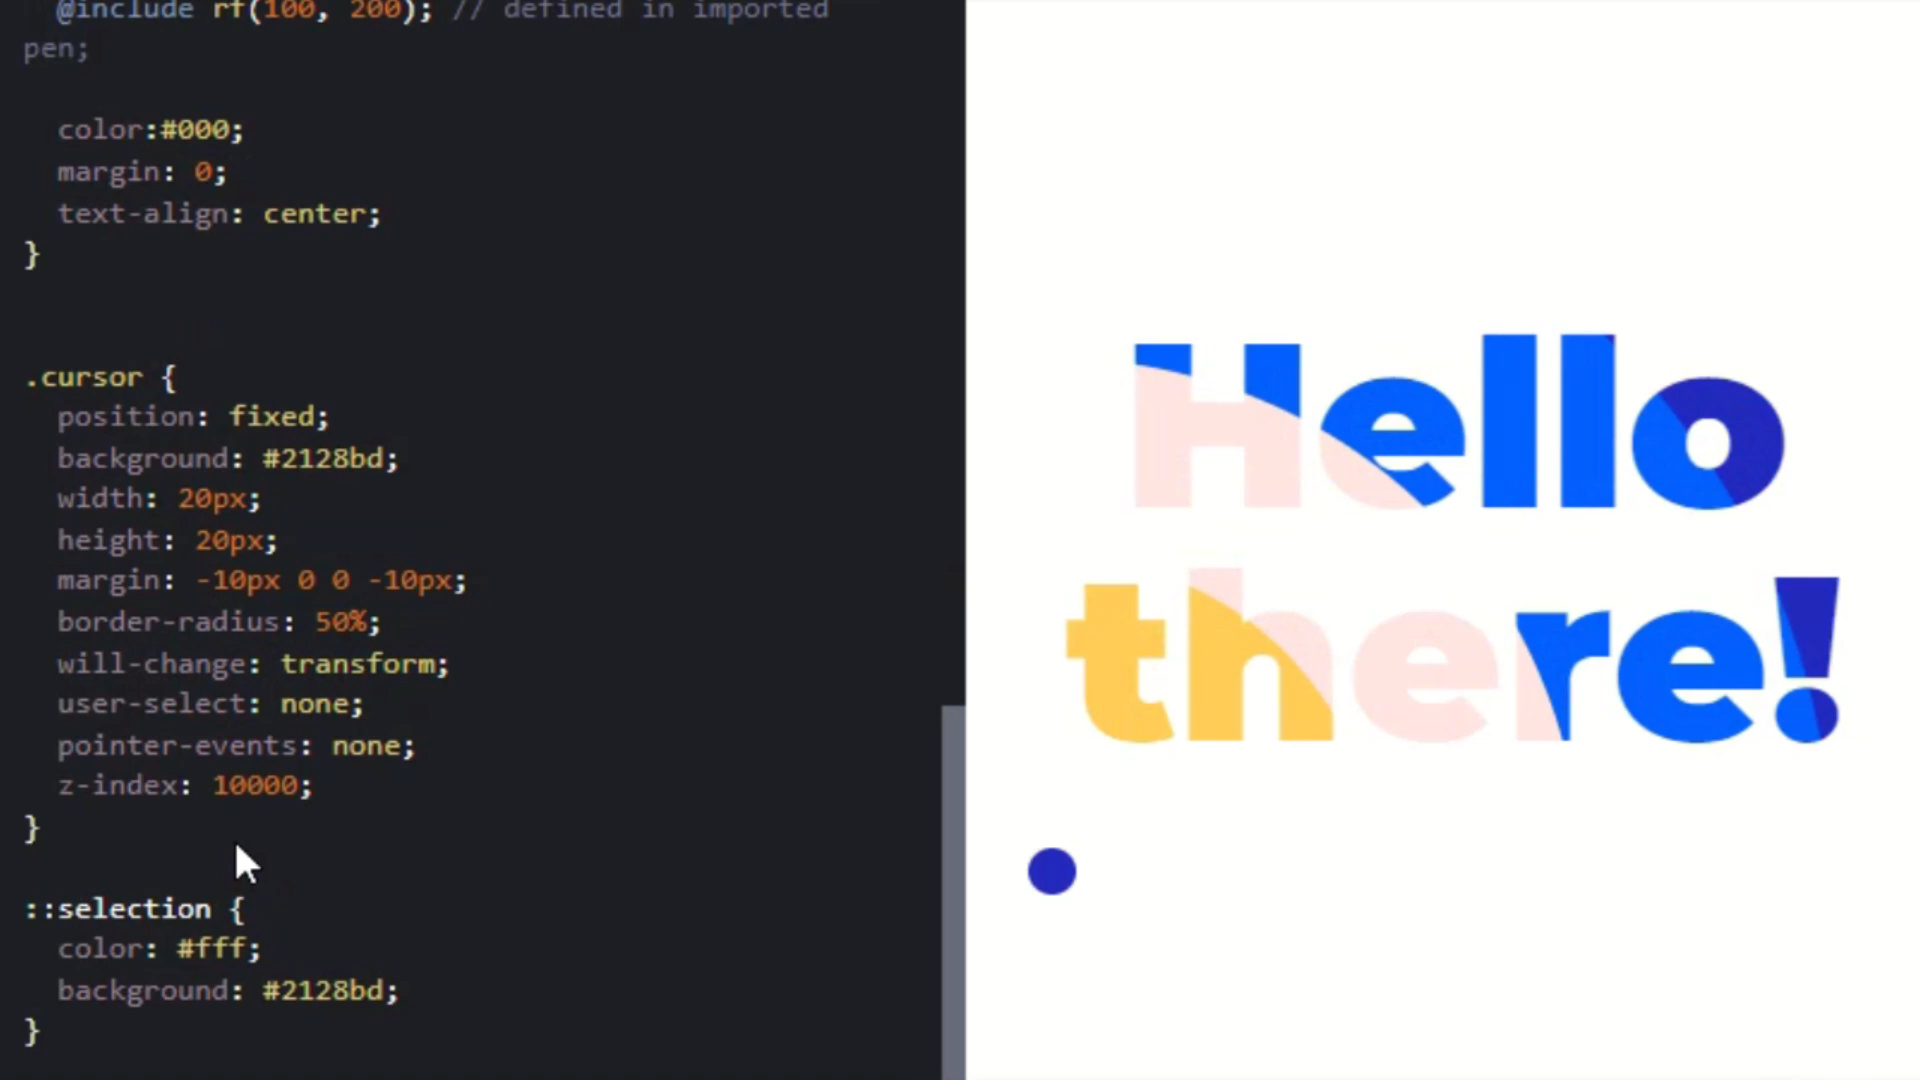 @include rf(100, 200); // defined in imported
pen;
color:#000;
margin: 0;
text-align: center;
}
.cursor {
position: fixed;
background: #2128bd;
width: 20px;
height: 20px;
margin: -10px 0 0 -10px;
border-radius: 50%;
will-change: transform;
user-select: none;
pointer-events: none;
z-index: 10000;
}
::selection {
color: #fff;
background: #2128bd;
}
Hello
there!